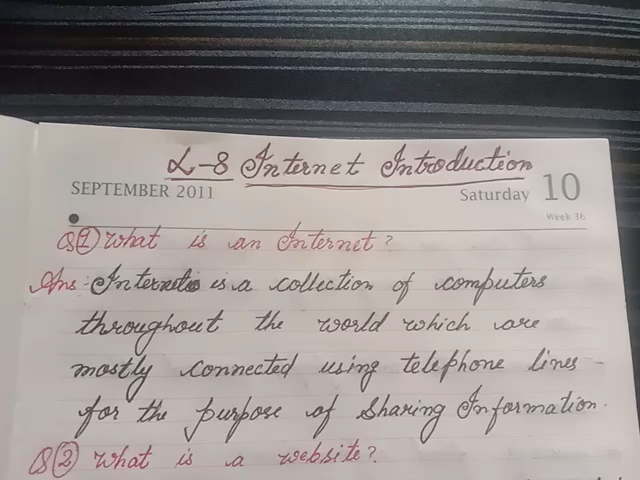 L-8 Internet Introduction
SEPTEMBER 2011 Saturday 10
Week 36
Q① What is an Internet?
Ans:- Internet is a collection of computers
throughout the world which are
mostly connected using telephone lines
for the purpose of Sharing Information.
Q② What is a website?